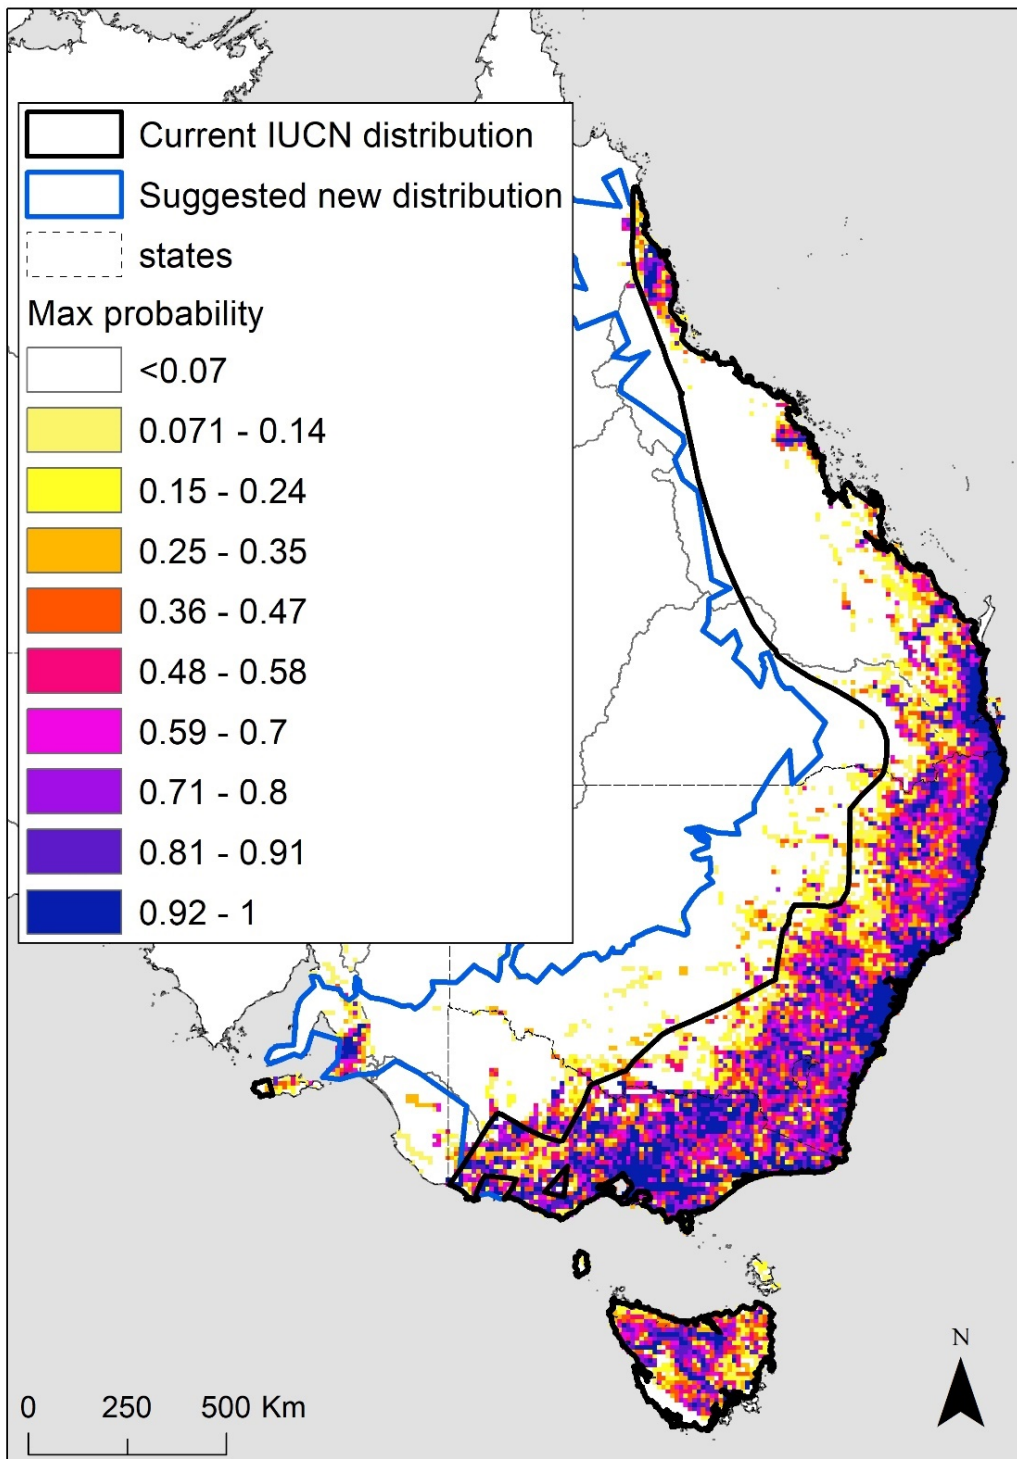 Current IUCN distribution
Suggested new distribution
states
Max probability
<0.07
0.071 - 0.14
0.15 - 0.24
0.25 - 0.35
0.36 - 0.47
0.48 - 0.58
0.59 - 0.7
0.71 - 0.8
0.81 - 0.91
0.92 - 1
N
0 250 500 Km